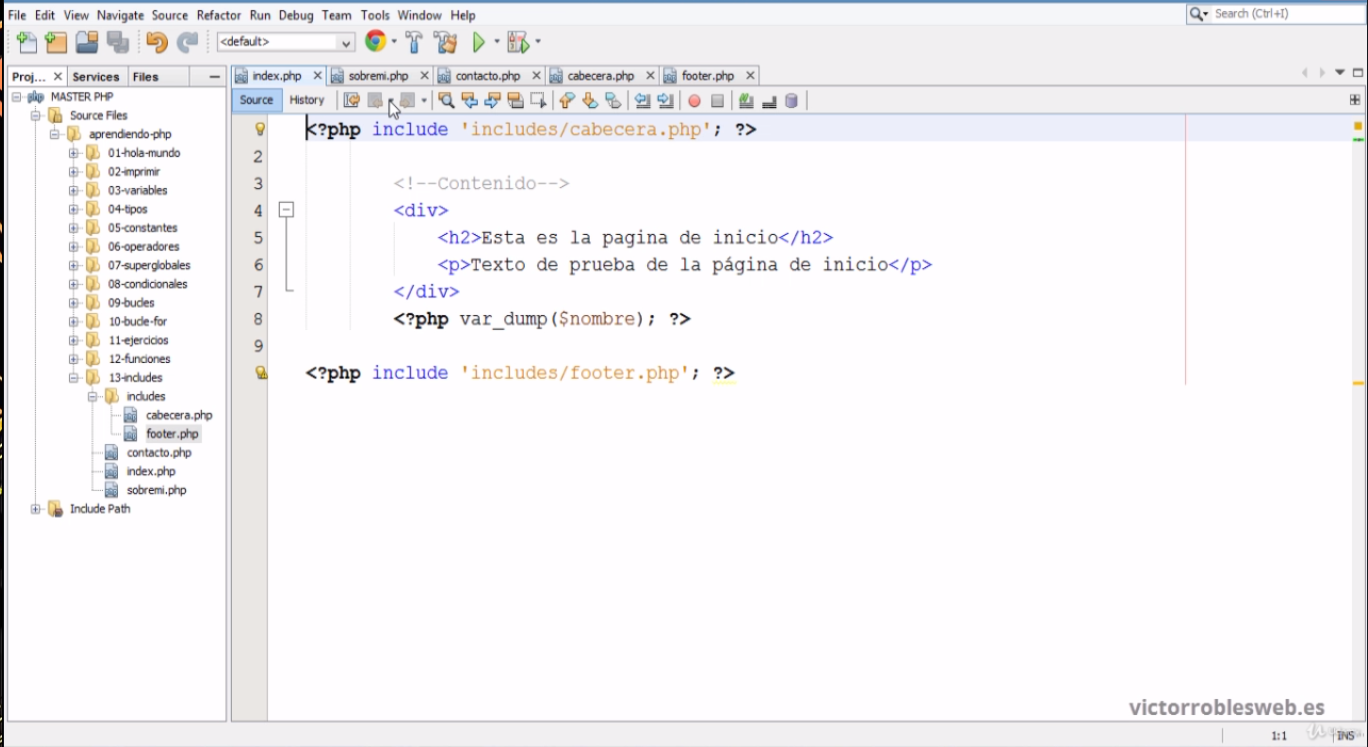 File Edit View Navigate Source Refactor Run Debug Team Tools Window Help
Search (Ctrl+I)
<default>
Proj... Services Files
index.php sobremi.php contacto.php cabecera.php footer.php
Source History
MASTER PHP
Source Files
aprendiendo-php
01-hola-mundo
02-imprimir
03-variables
04-tipos
05-constantes
06-operadores
07-superglobales
08-condicionales
09-bucles
10-bucle-for
11-ejercicios
12-funciones
13-includes
includes
cabecera.php
footer.php
contacto.php
index.php
sobremi.php
Include Path
<?php include 'includes/cabecera.php'; ?>
2
3 <!--Contenido-->
4 <div>
5 <h2>Esta es la pagina de inicio</h2>
6 <p>Texto de prueba de la página de inicio</p>
7 </div>
8 <?php var_dump($nombre); ?>
9
<?php include 'includes/footer.php'; ?>
victorroblesweb.es
1:1 INS